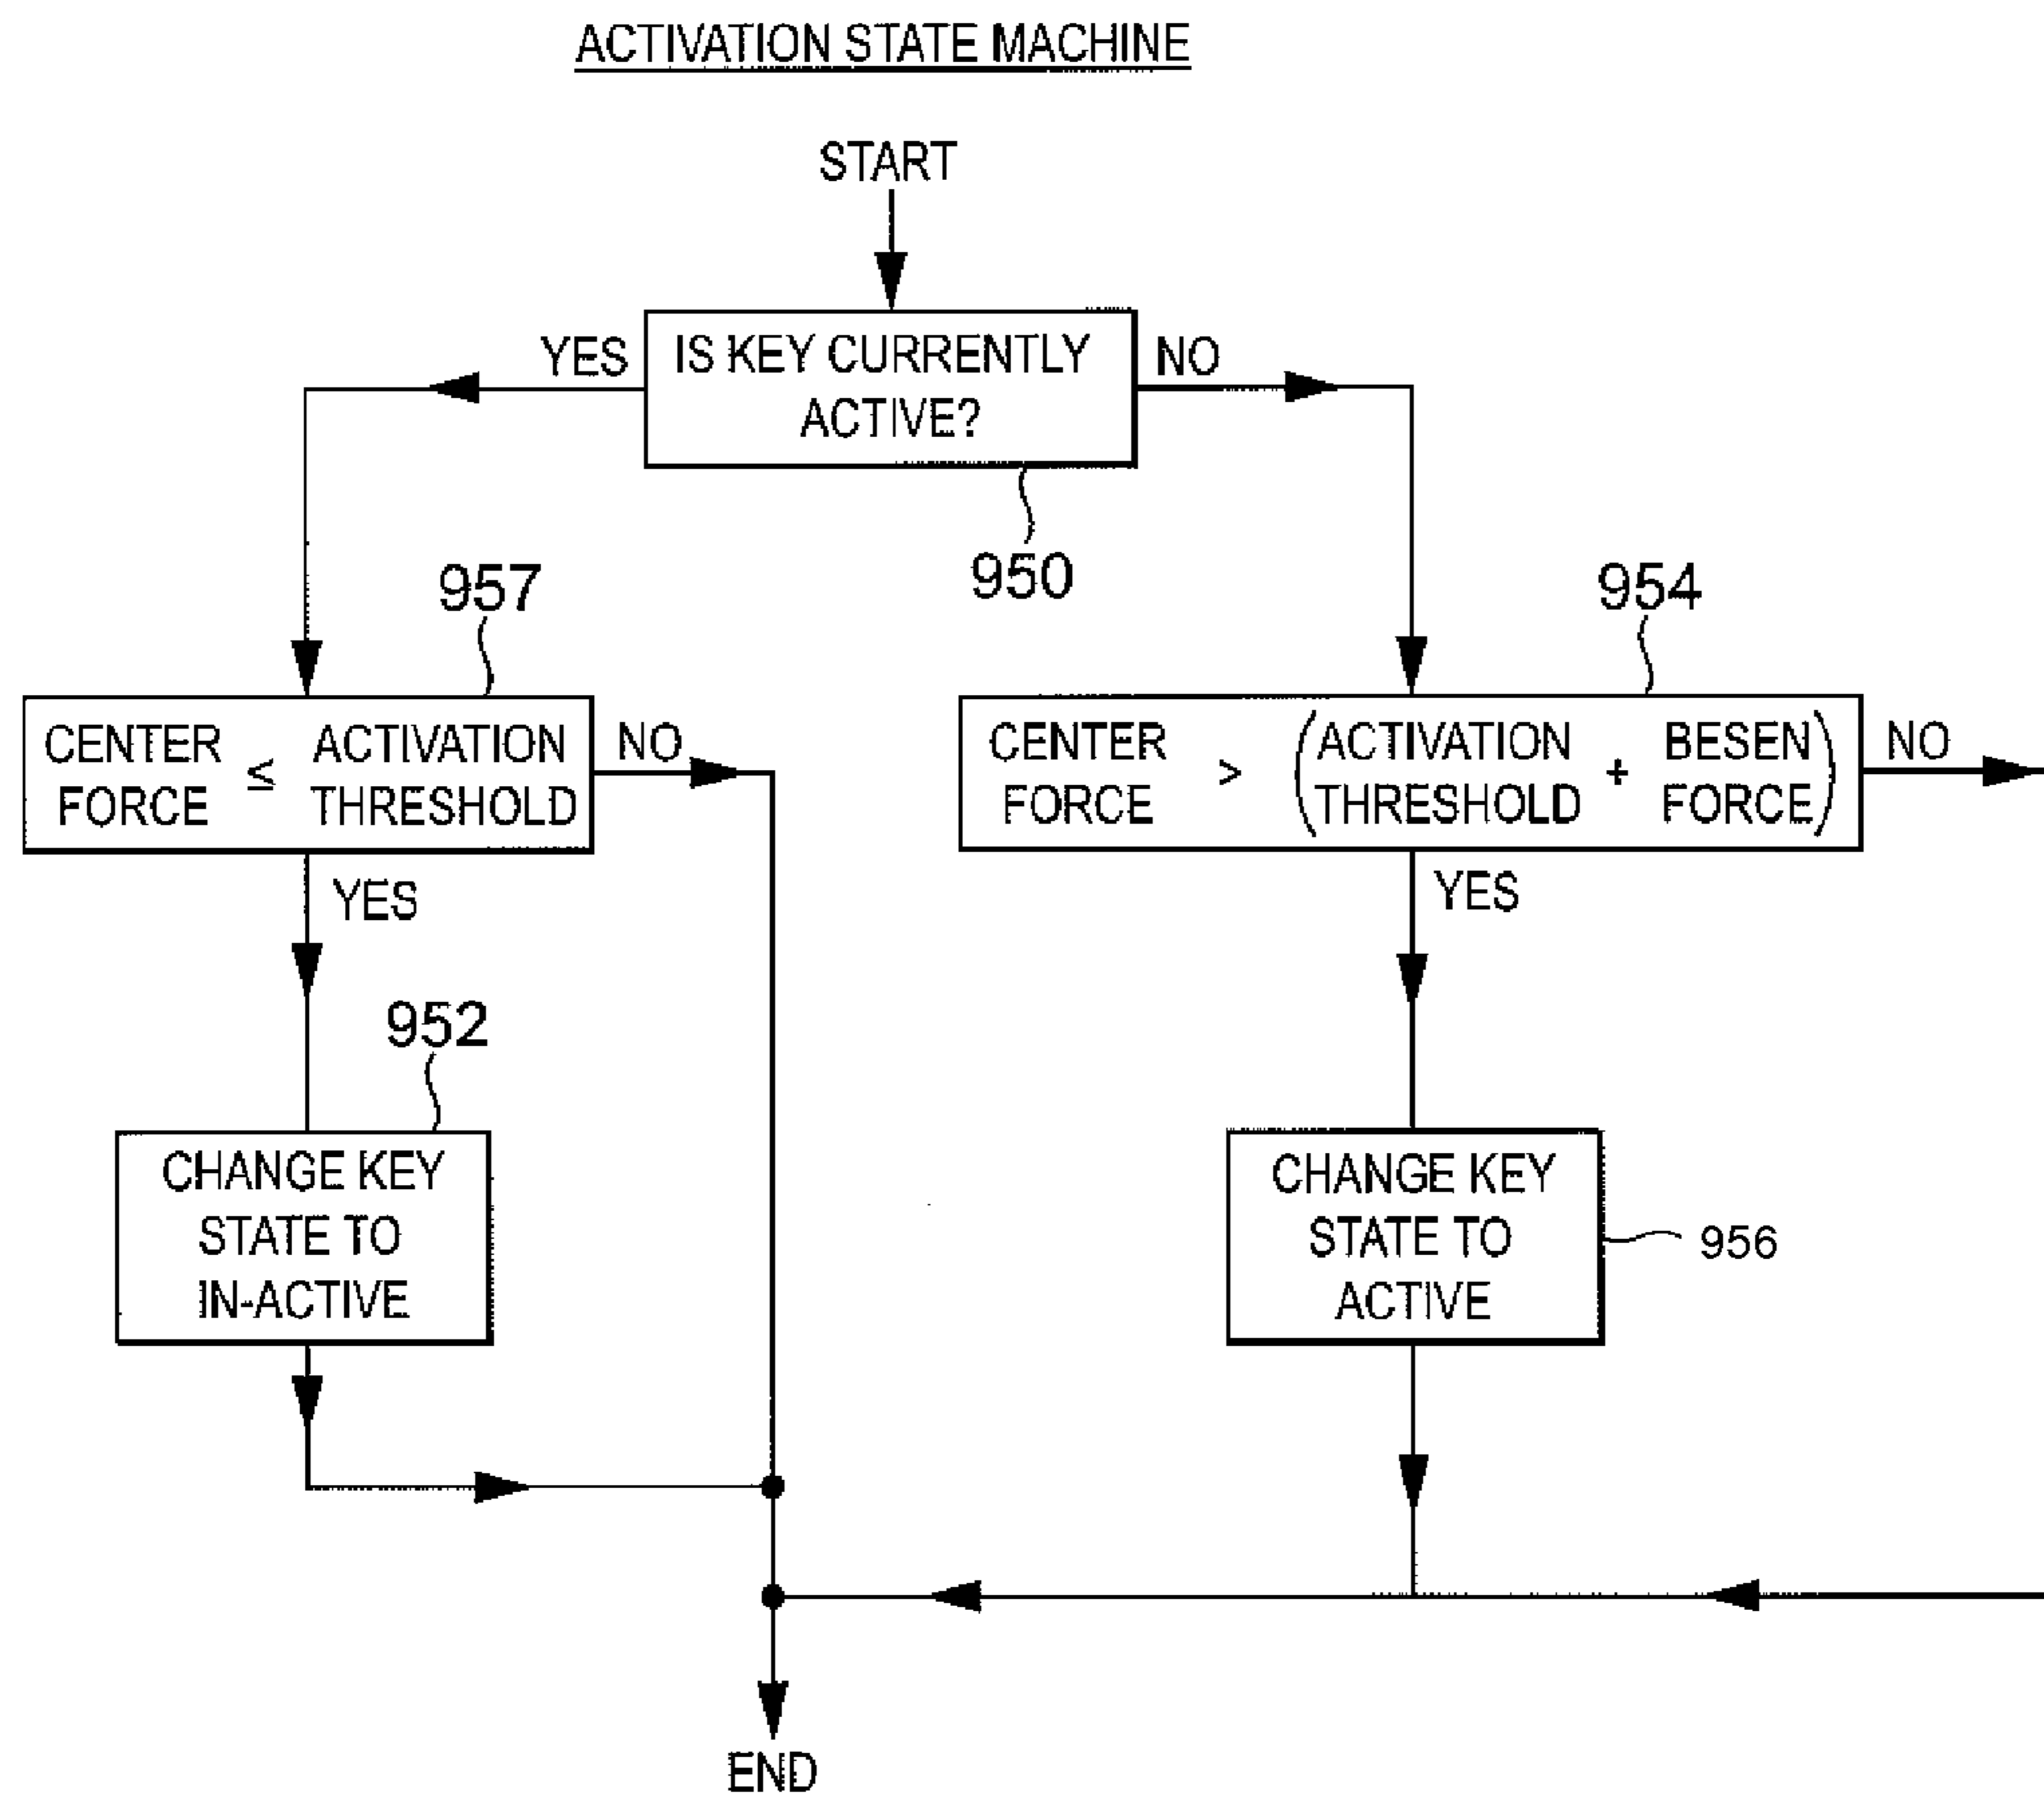 ACTIVATION STATE MACHINE
START
YES
IS KEY CURRENTLY
ACTIVE?
NO
950
957
954
CENTER
FORCE
≤
ACTIVATION
THRESHOLD
NO
CENTER
FORCE
>
(ACTIVATION
THRESHOLD
+
BESEN
FORCE)
NO
YES
YES
952
CHANGE KEY
STATE TO
IN-ACTIVE
CHANGE KEY
STATE TO
ACTIVE
956
END